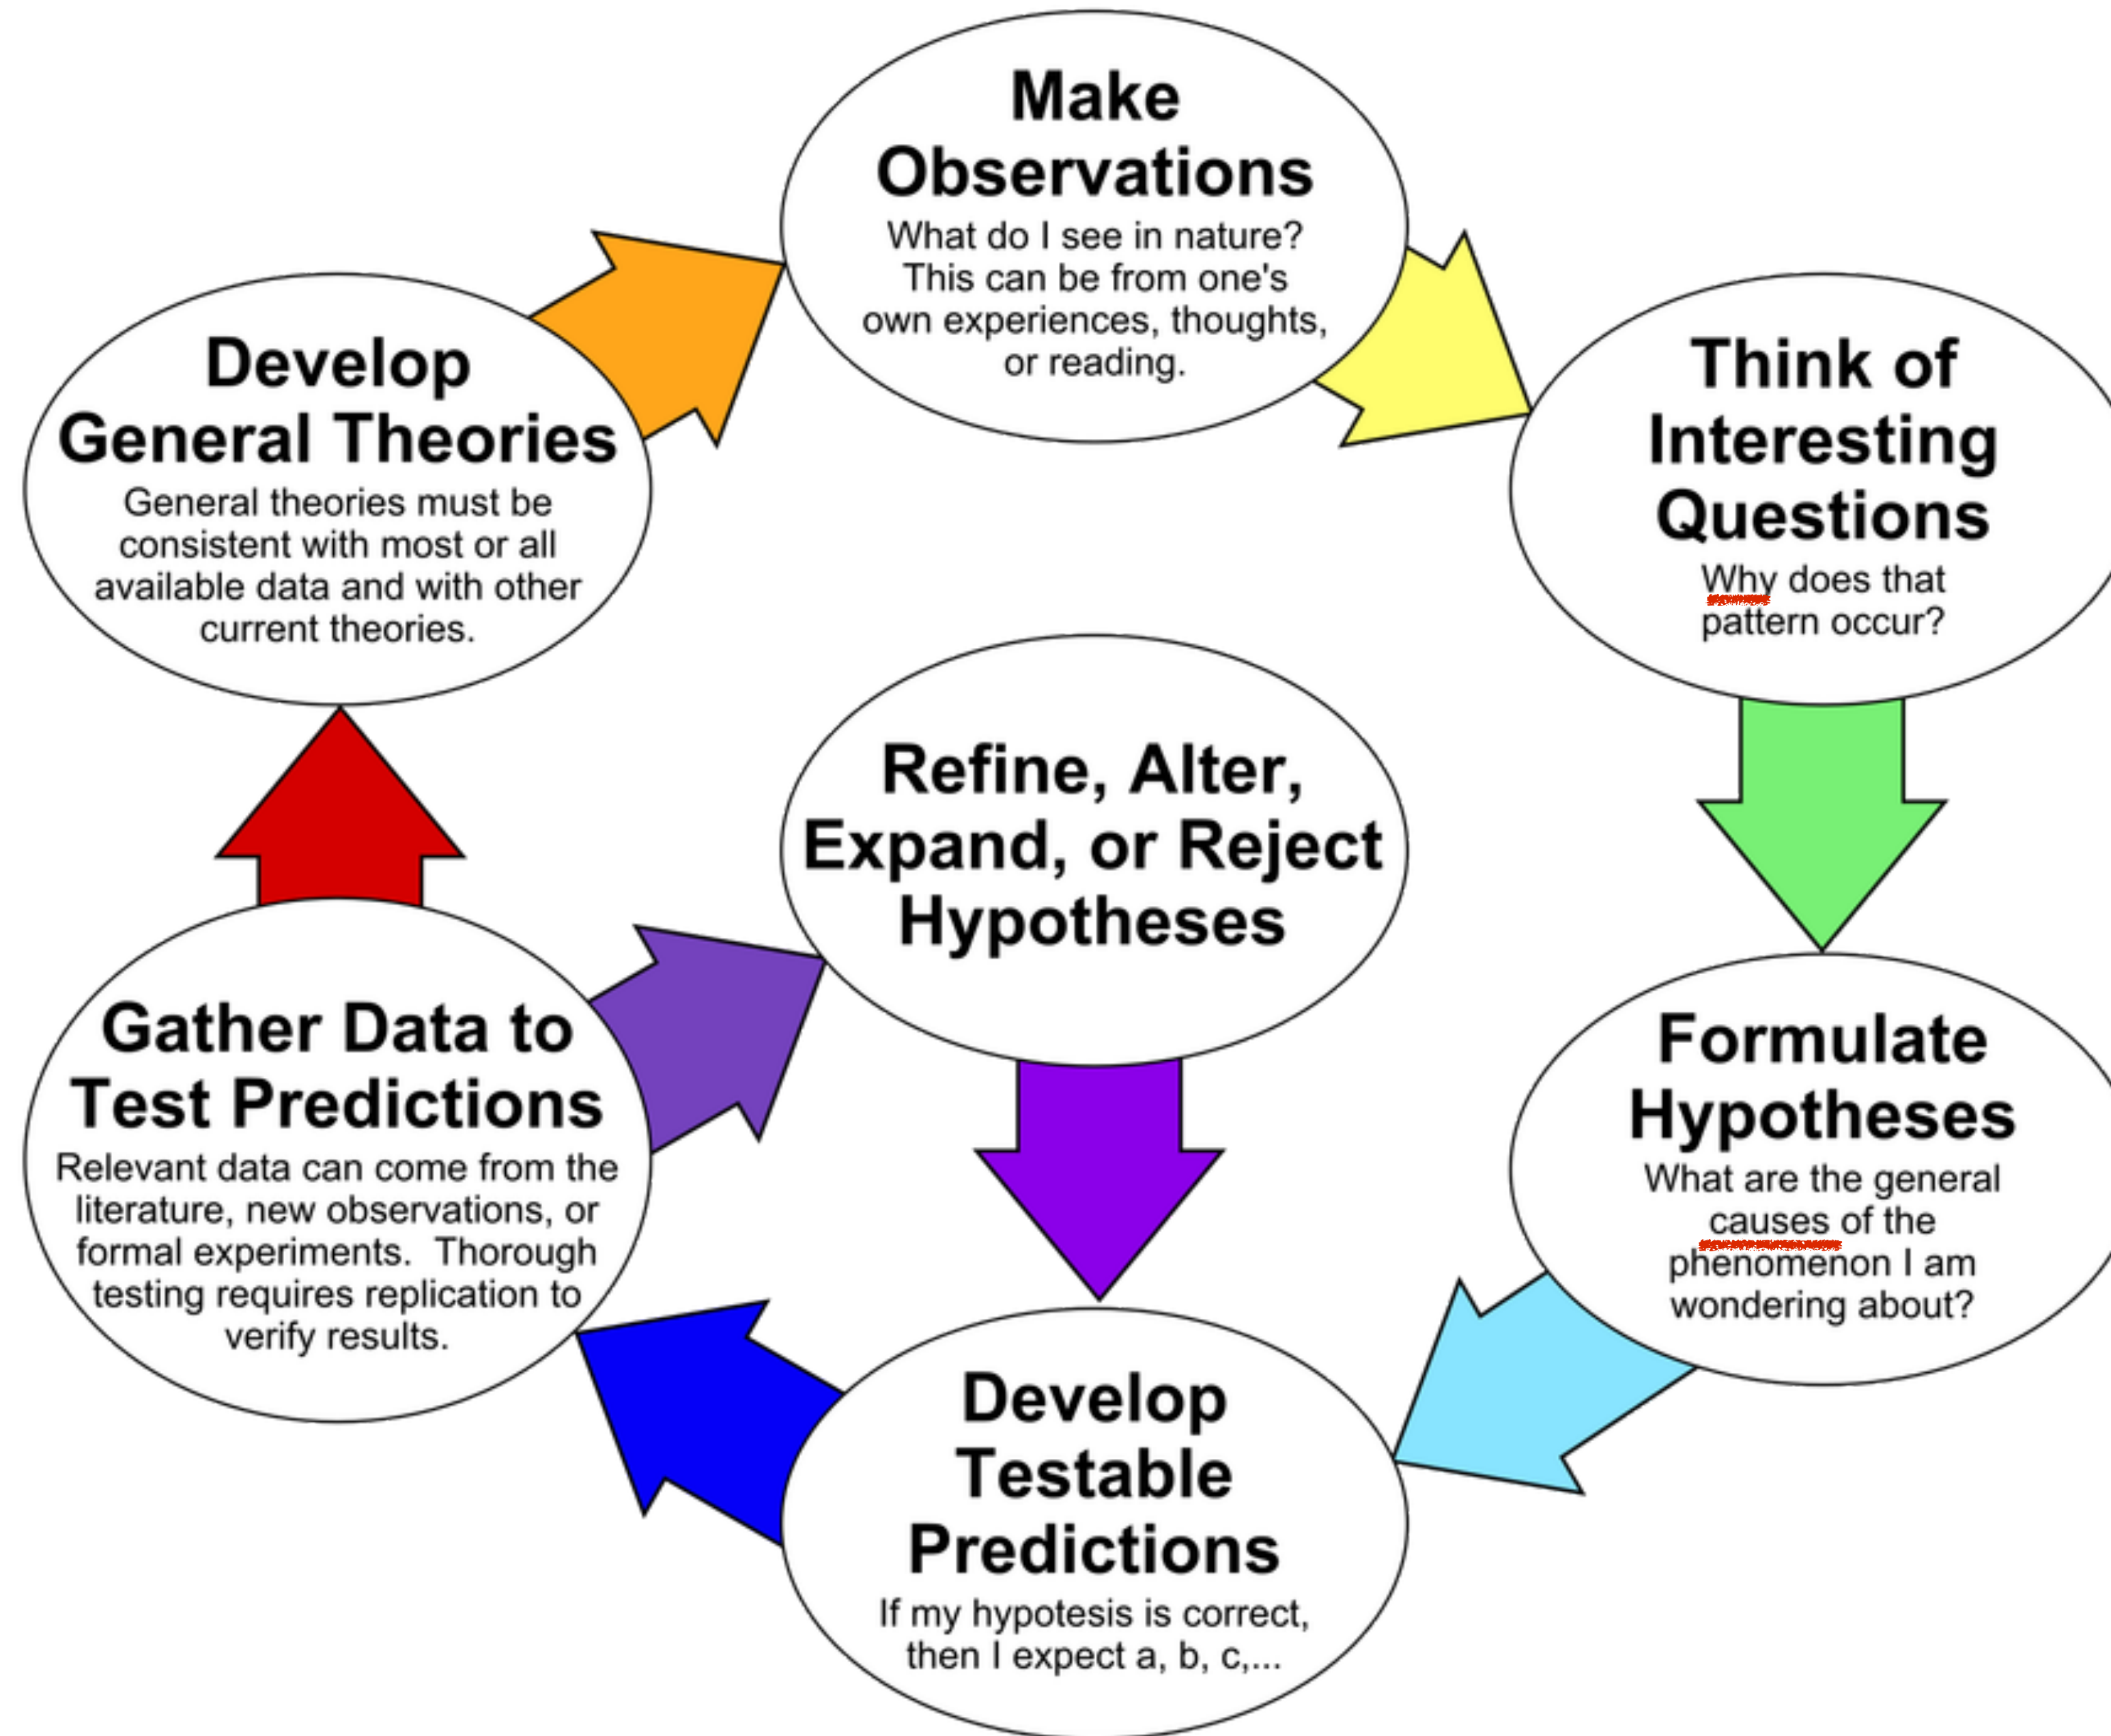 Make
Observations
What do I see in nature?
This can be from one's
own experiences, thoughts,
or reading.
Think of
Interesting
Questions
Why does that
pattern occur?
Formulate
Hypotheses
What are the general
causes of the
phenomenon I am
wondering about?
Develop
Testable
Predictions
If my hypotesis is correct,
then I expect a, b, c,...
Gather Data to
Test Predictions
Relevant data can come from the
literature, new observations, or
formal experiments.  Thorough
testing requires replication to
verify results.
Refine, Alter,
Expand, or Reject
Hypotheses
Develop
General Theories
General theories must be
consistent with most or all
available data and with other
current theories.